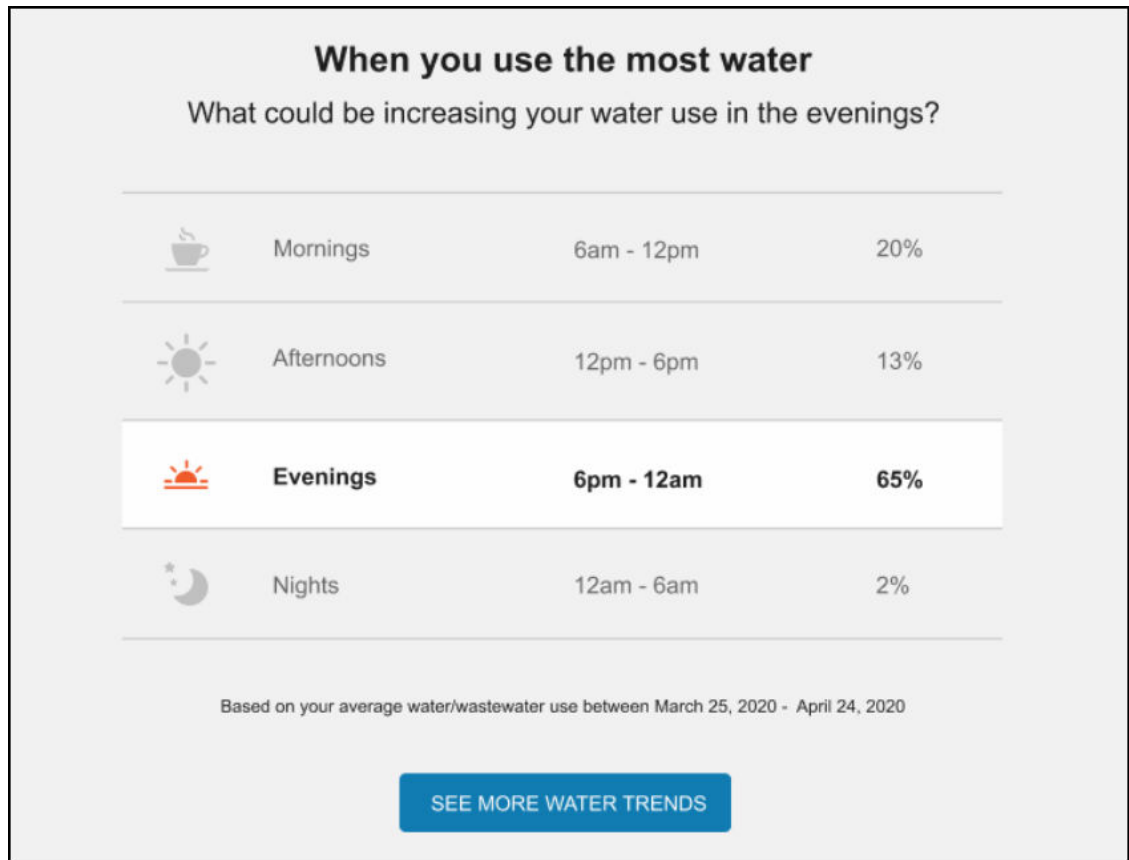 When you use the most water
What could be increasing your water use in the evenings?
Mornings 6am - 12pm 20%
Afternoons 12pm - 6pm 13%
Evenings 6pm - 12am 65%
Nights 12am - 6am 2%
Based on your average water/wastewater use between March 25, 2020 - April 24, 2020
SEE MORE WATER TRENDS